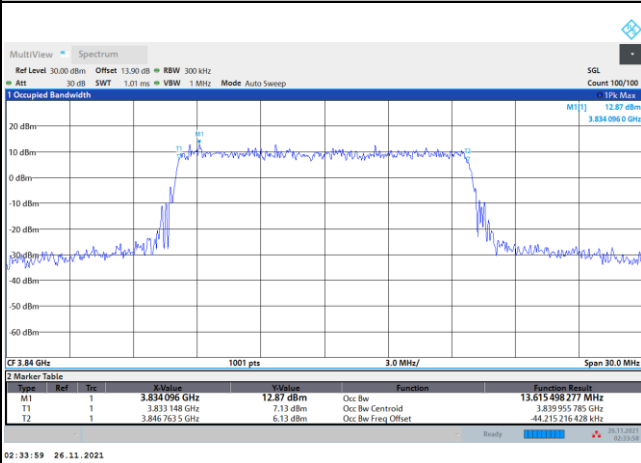 MultiView Spectrum
Ref Level 30.00 dBm Offset 13.90 dB RBW 300 kHz SGL
Att 30 dB SWT 1.01 ms VBW 1 MHz Mode Auto Sweep Count 100/100
1 Occupied Bandwidth 1Pk Max
M1[1] 12.87 dBm
3.834 096 0 GHz
20 dBm
M1
T1
T2
10 dBm
0 dBm
-10 dBm
-20 dBm
-30 dBm
-40 dBm
-50 dBm
-60 dBm
CF 3.84 GHz 1001 pts 3.0 MHz/ Span 30.0 MHz
2 Marker Table
Type Ref Trc X-Value Y-Value Function Function Result
M1 1 3.834 096 GHz 12.87 dBm Occ Bw 13.615 498 277 MHz
T1 1 3.833 148 GHz 7.13 dBm Occ Bw Centroid 3.839 955 785 GHz
T2 1 3.846 763 5 GHz 6.13 dBm Occ Bw Freq Offset -44.215 216 428 kHz
Ready 26.11.2021
02:33:58
02:33:59 26.11.2021